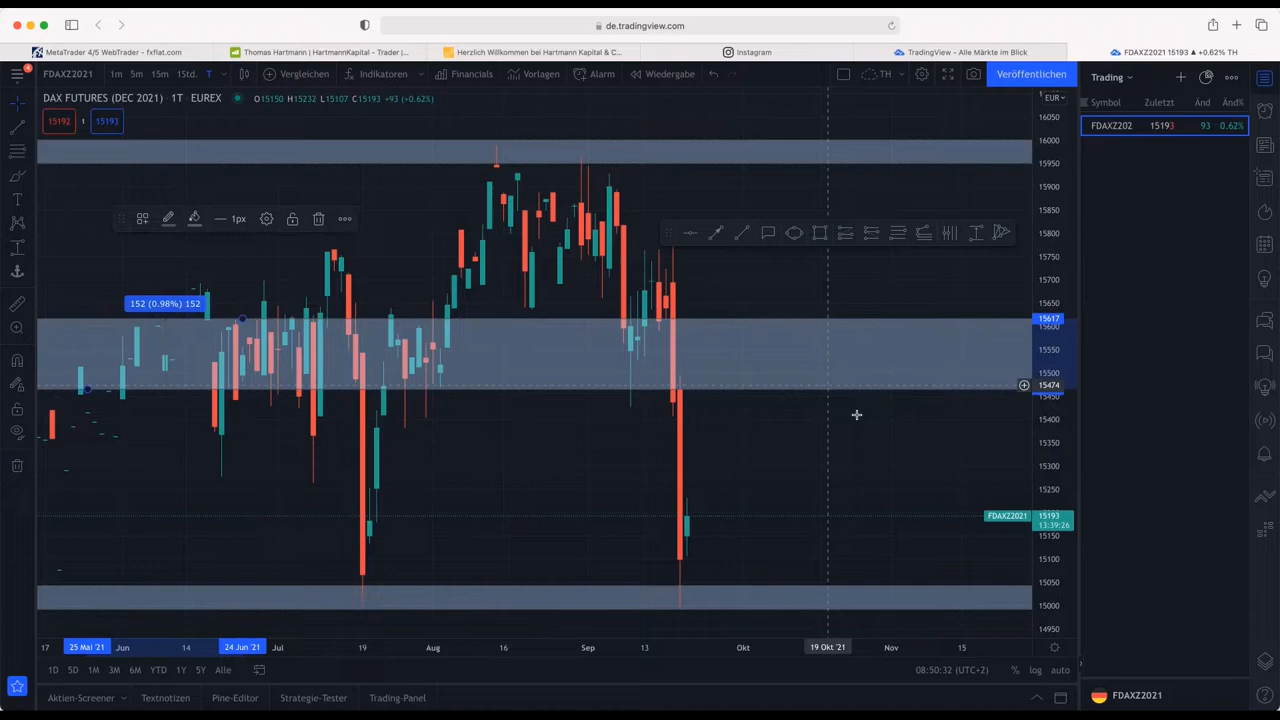 de.tradingview.com
MetaTrader 4/5 WebTrader - fxflat.com
Thomas Hartmann | HartmannKapital - Trader |...
Herzlich Willkommen bei Hartmann Kapital & C...
Instagram
TradingView - Alle Märkte im Blick
FDAXZ2021 15193 ▲ +0.62% TH
FDAXZ2021 1m 5m 15m 1Std. T Vergleichen Indikatoren Financials Vorlagen Alarm Wiedergabe TH Veröffentlichen
Trading
DAX FUTURES (DEC 2021) · 1T · EUREX O15150 H15232 L15107 C15193 +93 (+0.62%)
EUR
Symbol Zuletzt Änd Änd%
15192 1 15193
FDAXZ202 15193 93 0.62%
16050
16000
15950
15900
15850
1px
15800
15750
15700
152 (0.98%) 152
15650
15617
15600
15550
15500
15474
15450
15400
15350
15300
15250
FDAXZ2021 15193
13:39:26
15150
15100
15050
15000
14950
17 25 Mai '21 Jun 14 24 Jun '21 Jul 19 Aug 16 Sep 13 Okt 19 Okt '21 Nov 15
1D 5D 1M 3M 6M YTD 1Y 5Y Alle 08:50:32 (UTC+2) % log auto
Aktien-Screener Textnotizen Pine-Editor Strategie-Tester Trading-Panel
FDAXZ2021